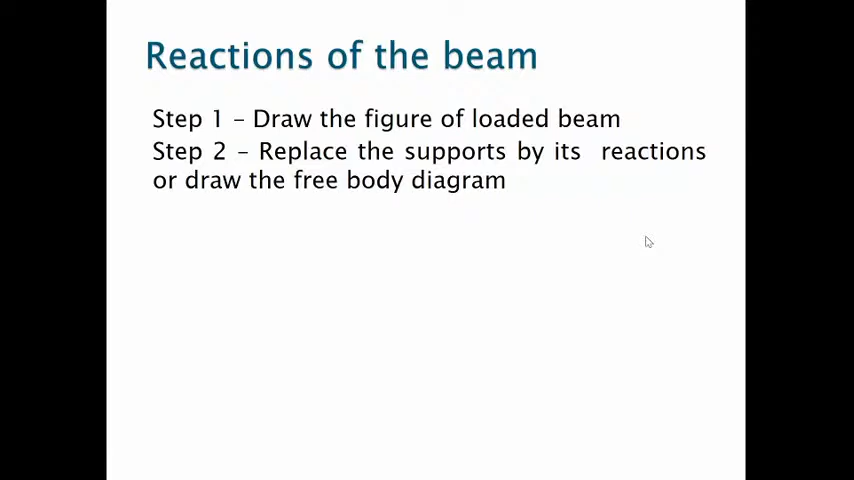 Reactions of the beam
Step 1 – Draw the figure of loaded beam
Step 2 – Replace the supports by its reactions
or draw the free body diagram